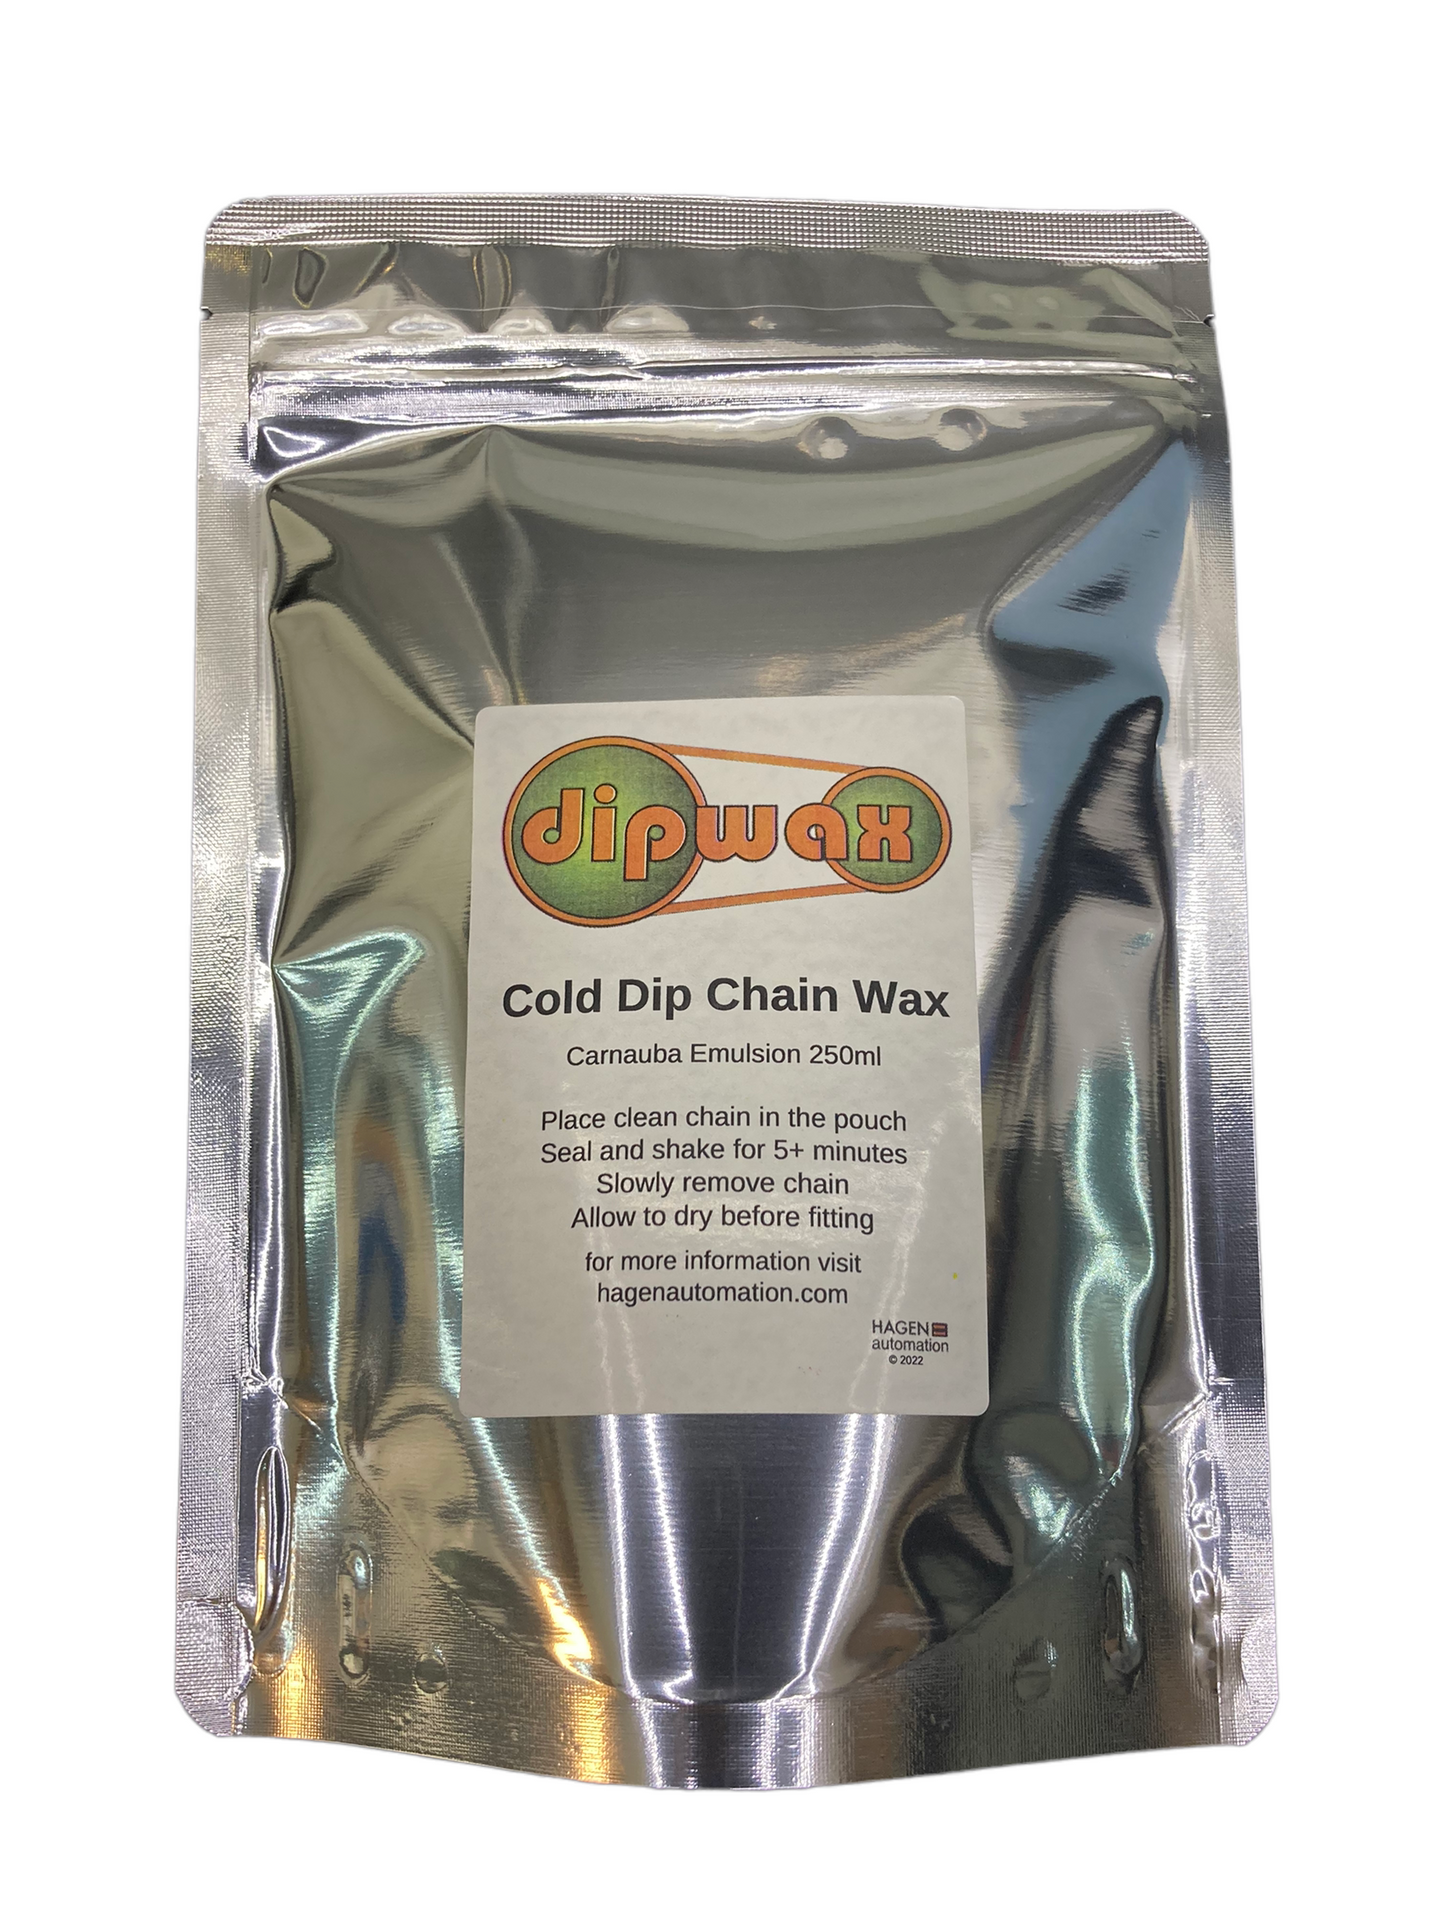 dipwax
Cold Dip Chain Wax
Carnauba Emulsion 250ml
Place clean chain in the pouch
Seal and shake for 5+ minutes
Slowly remove chain
Allow to dry before fitting
for more information visit
hagenautomation.com
HAGEN
automation
© 2022